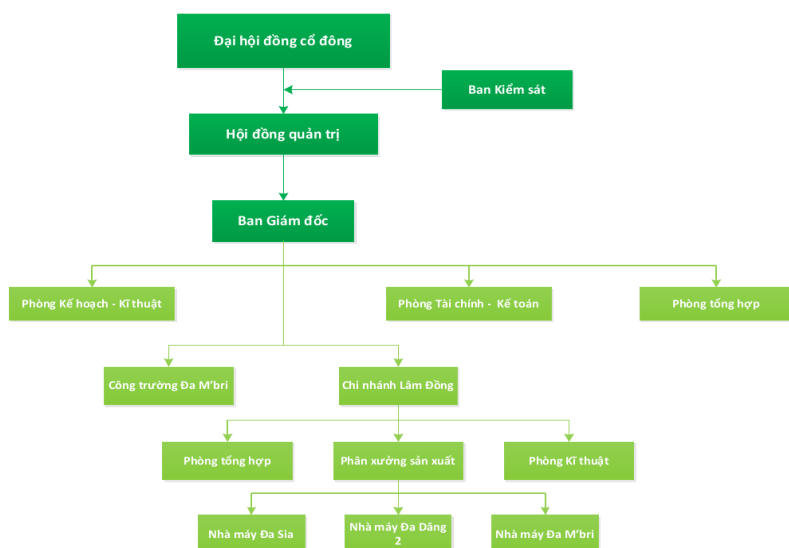 Đại hội đồng cổ đông
Ban Kiểm sát
Hội đồng quản trị
Ban Giám đốc
Phòng Kế hoạch - Kĩ thuật
Phòng Tài chính - Kế toán
Phòng tổng hợp
Công trường Đa M'bri
Chi nhánh Lâm Đồng
Phòng tổng hợp
Phân xưởng sản xuất
Phòng Kĩ thuật
Nhà máy Đa Sia
Nhà máy Đa Dâng
2
Nhà máy Đa M'bri